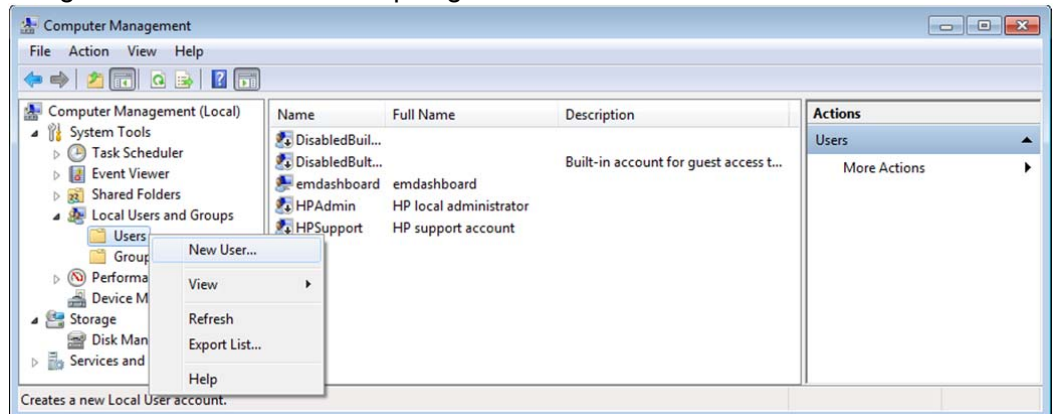 Computer Management
File Action View Help
Computer Management (Local)
System Tools
Task Scheduler
Event Viewer
Shared Folders
Local Users and Groups
Users
Group
Performa
Device M
Storage
Disk Man
Services and
New User...
View
Refresh
Export List...
Help
Name Full Name Description
DisabledBuil...
DisabledBult... Built-in account for guest access t...
emdashboard emdashboard
HPAdmin HP local administrator
HPSupport HP support account
Actions
Users
More Actions
Creates a new Local User account.